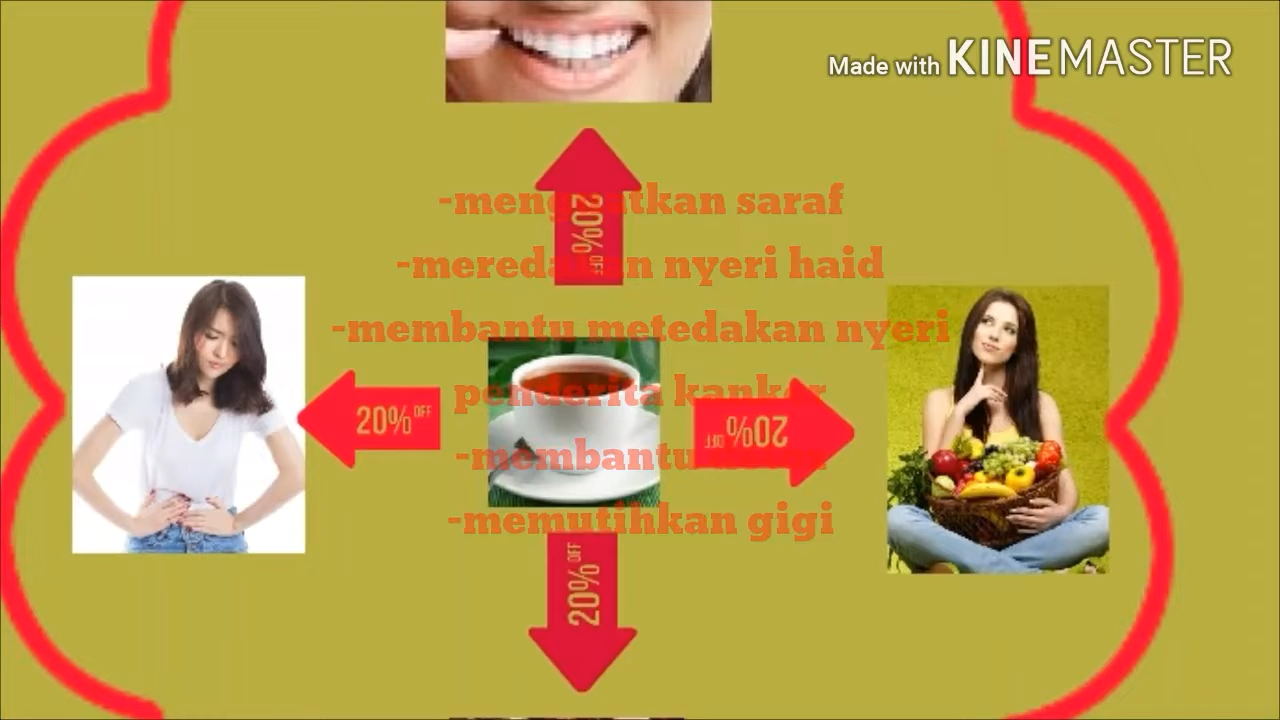 Made with KINEMASTER
saraf
20% OFF
nyeri haid
-membantu metedakan nyeri
penderita kanker
20% OFF
20% OFF
-membantu
-memutihkan gigi
20% OFF